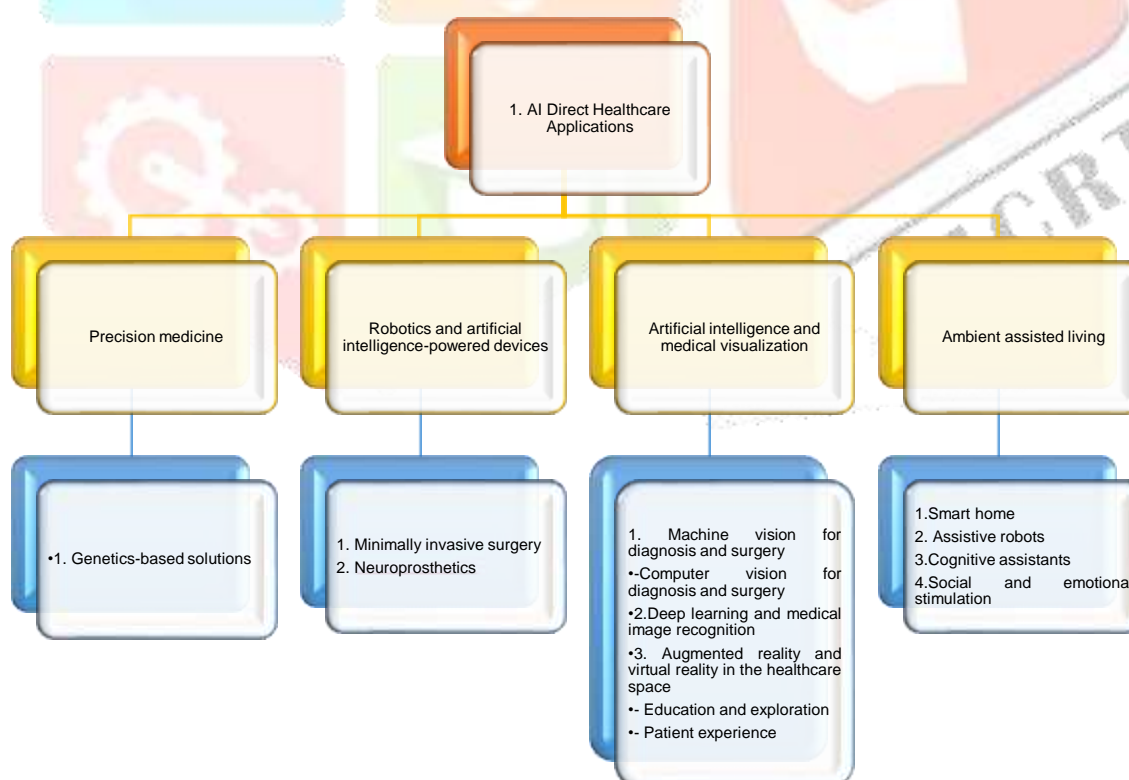 1. AI Direct Healthcare
Applications
Precision medicine
Robotics and artificial
intelligence-powered devices
Artificial intelligence and
medical visualization
Ambient assisted living
•1. Genetics-based solutions
1. Minimally invasive surgery
2. Neuroprosthetics
1. Machine vision for
diagnosis and surgery
•-Computer vision for
diagnosis and surgery
•2.Deep learning and medical
image recognition
•3. Augmented reality and
virtual reality in the healthcare
space
•- Education and exploration
•- Patient experience
1.Smart home
2. Assistive robots
3.Cognitive assistants
4.Social and emotiona
stimulation